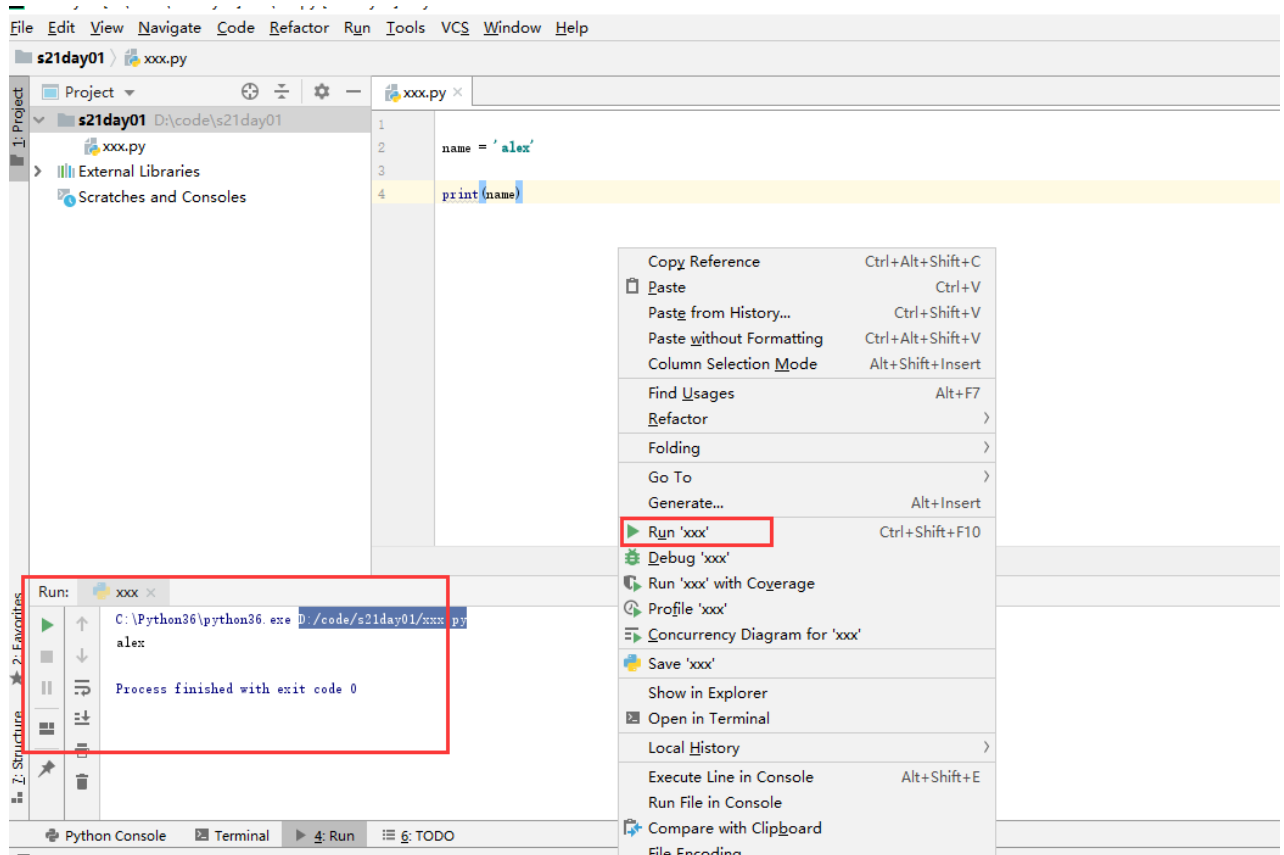 File Edit View Navigate Code Refactor Run Tools VCS Window Help
s21day01 xxx.py
1: Project
Project
xxx.py
s21day01 D:\code\s21day01
xxx.py
External Libraries
Scratches and Consoles
1
2 name = 'alex'
3
4 print(name)
Copy Reference Ctrl+Alt+Shift+C
Paste Ctrl+V
Paste from History... Ctrl+Shift+V
Paste without Formatting Ctrl+Alt+Shift+V
Column Selection Mode Alt+Shift+Insert
Find Usages Alt+F7
Refactor
Folding
Go To
Generate... Alt+Insert
Run 'xxx' Ctrl+Shift+F10
Debug 'xxx'
Run 'xxx' with Coverage
Profile 'xxx'
Concurrency Diagram for 'xxx'
Save 'xxx'
Show in Explorer
Open in Terminal
Local History
Execute Line in Console Alt+Shift+E
Run File in Console
Compare with Clipboard
File Encoding
2: Favorites
7: Structure
Run: xxx
C:\Python36\python36.exe D:/code/s21day01/xxx.py
alex
Process finished with exit code 0
Python Console Terminal 4: Run 6: TODO